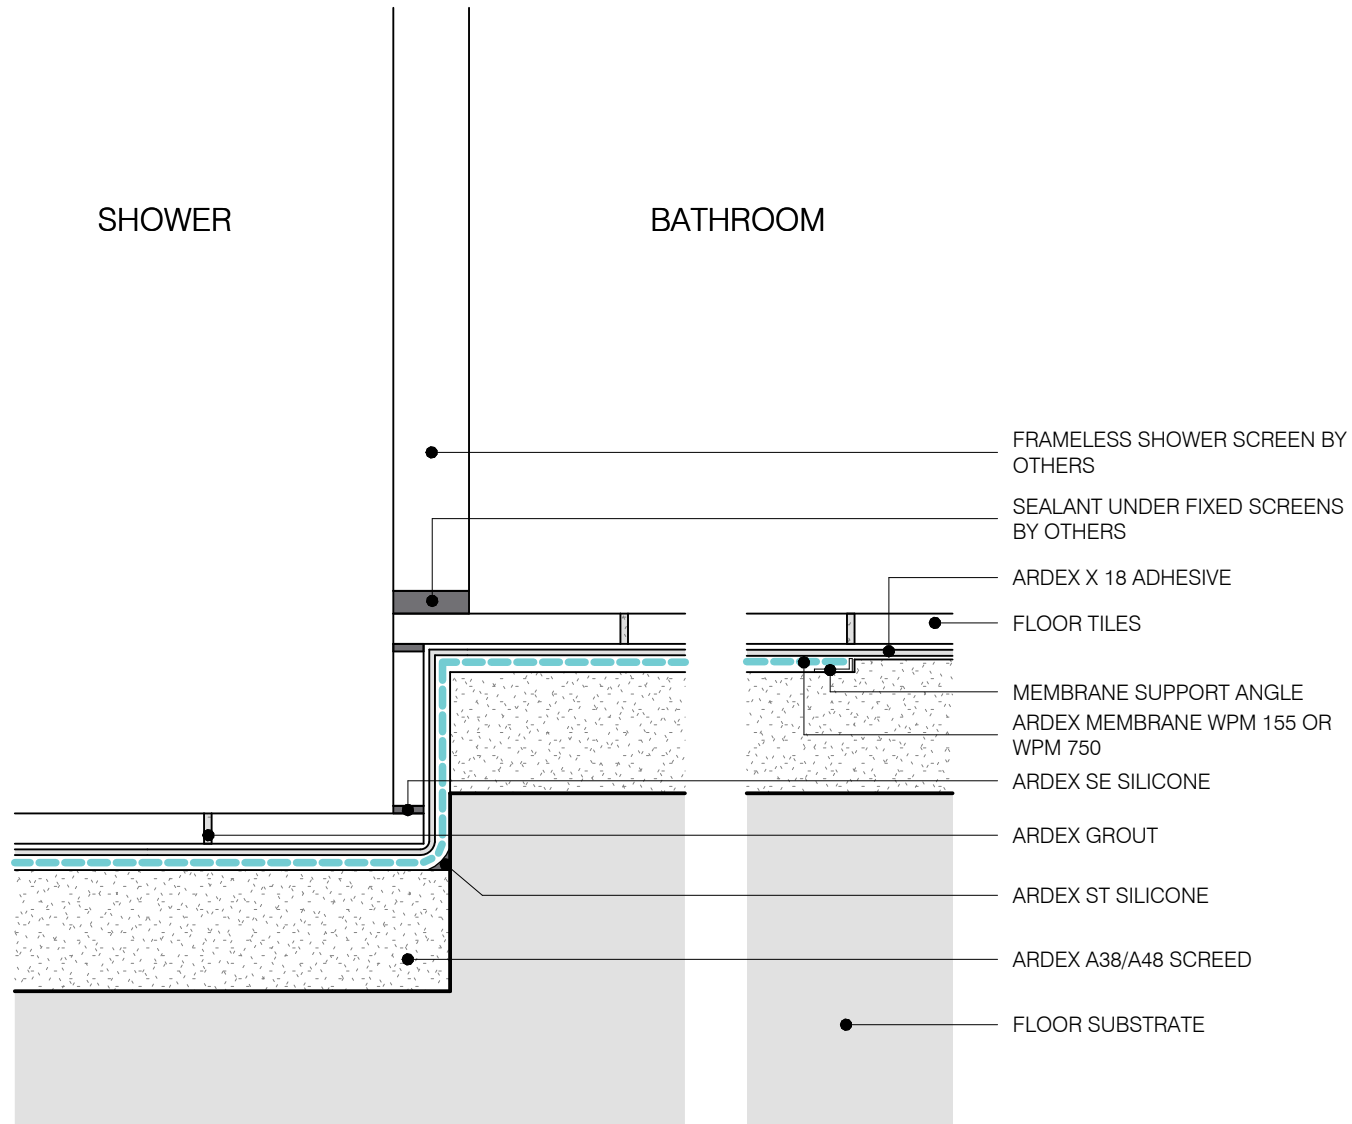 SHOWER
BATHROOM
FRAMELESS SHOWER SCREEN BY
OTHERS
SEALANT UNDER FIXED SCREENS
BY OTHERS
ARDEX X 18 ADHESIVE
FLOOR TILES
MEMBRANE SUPPORT ANGLE
ARDEX MEMBRANE WPM 155 OR
WPM 750
ARDEX SE SILICONE
ARDEX GROUT
ARDEX ST SILICONE
ARDEX A38/A48 SCREED
FLOOR SUBSTRATE